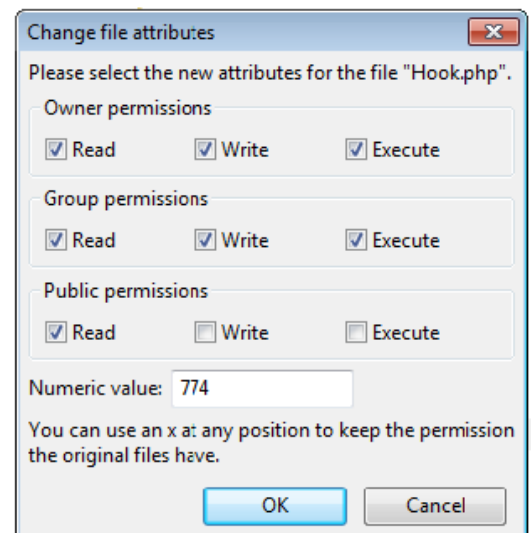 Change file attributes
Please select the new attributes for the file "Hook.php".
Owner permissions
Read Write Execute
Group permissions
Read Write Execute
Public permissions
Read Write Execute
Numeric value: 774
You can use an x at any position to keep the permission
the original files have.
OK Cancel